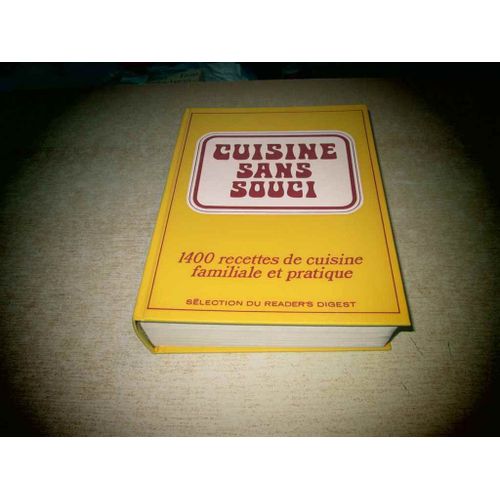 CUISINE
SANS
SOUCI
1400 recettes de cuisine
familiale et pratique
SÉLECTION DU READER'S DIGEST